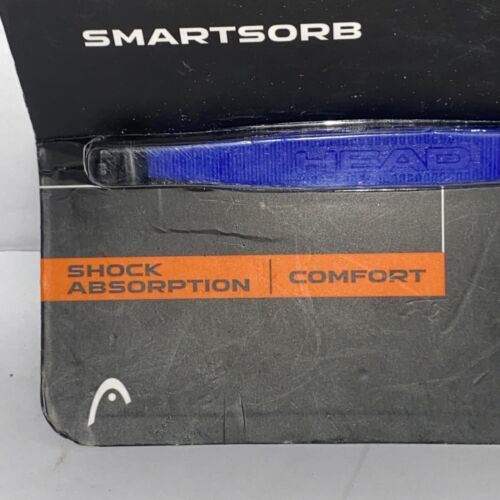 SMARTSORB
HEAD
SHOCK
ABSORPTION | COMFORT